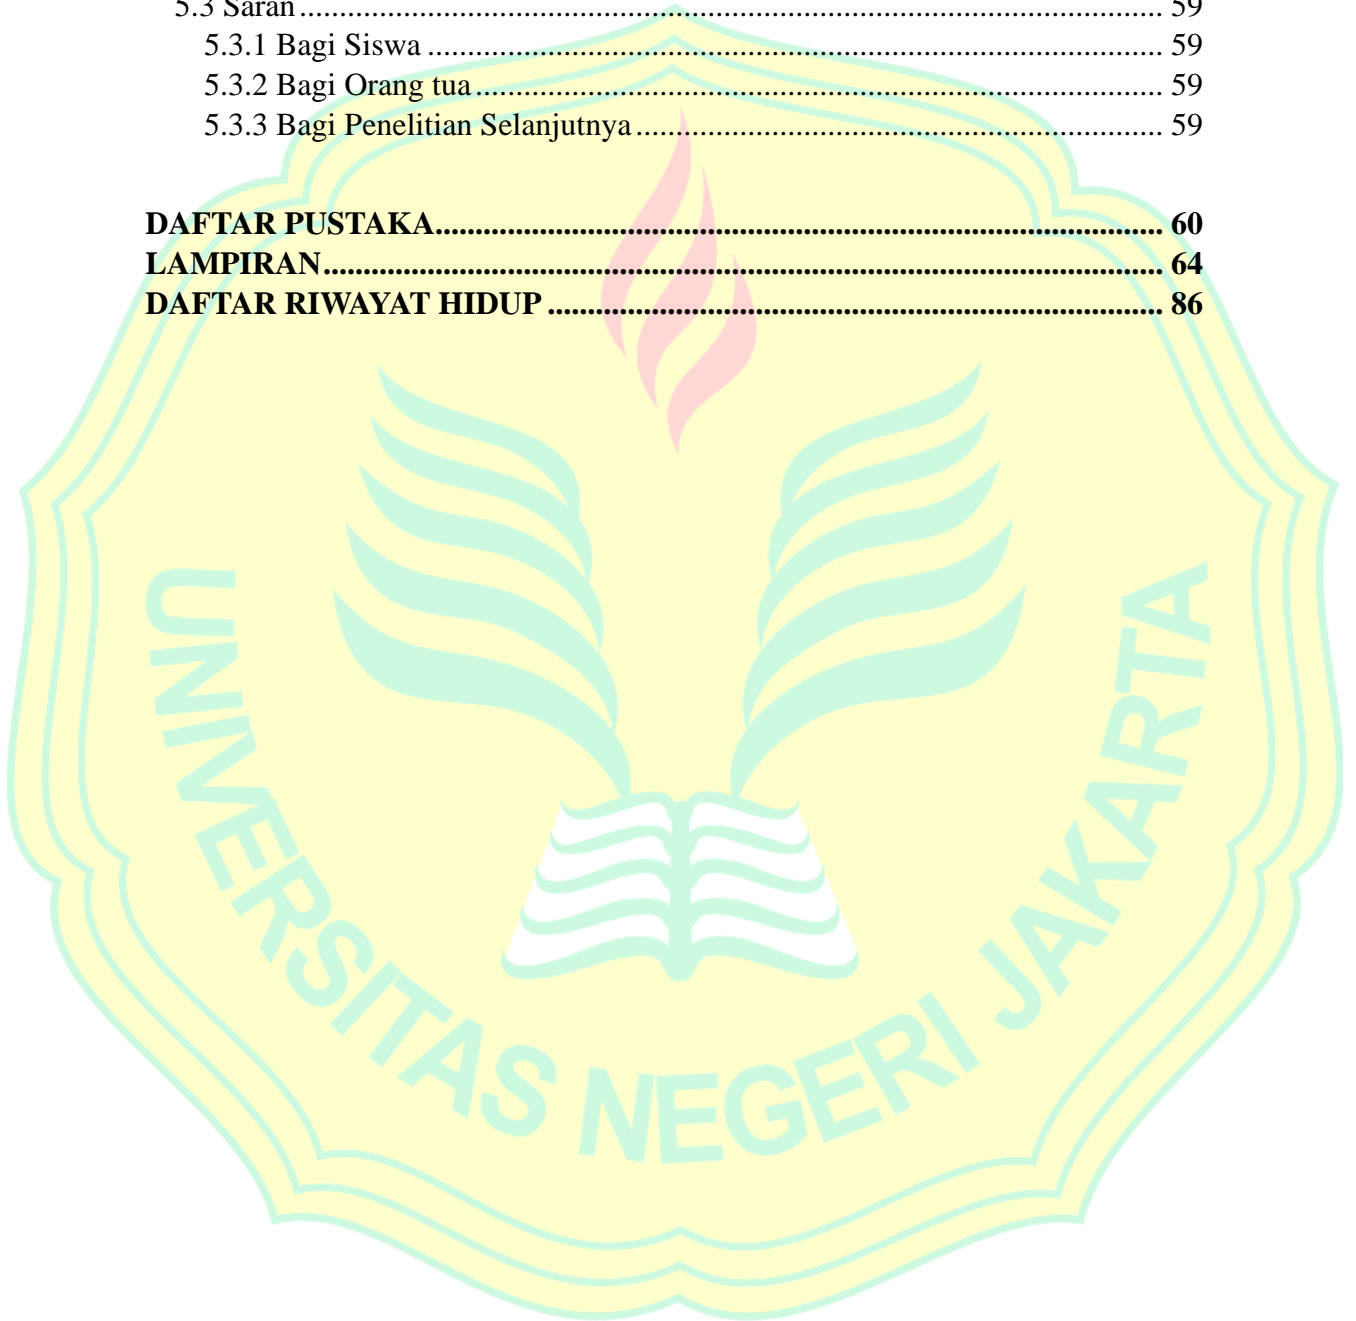 5.3 Saran ........................................................................................................ 59
5.3.1 Bagi Siswa ......................................................................................... 59
5.3.2 Bagi Orang tua ................................................................................... 59
5.3.3 Bagi Penelitian Selanjutnya ............................................................... 59
DAFTAR PUSTAKA........................................................................................ 60
LAMPIRAN..................................................................................................... 64
DAFTAR RIWAYAT HIDUP .......................................................................... 86
UNIVERSITAS NEGERI JAKARTA